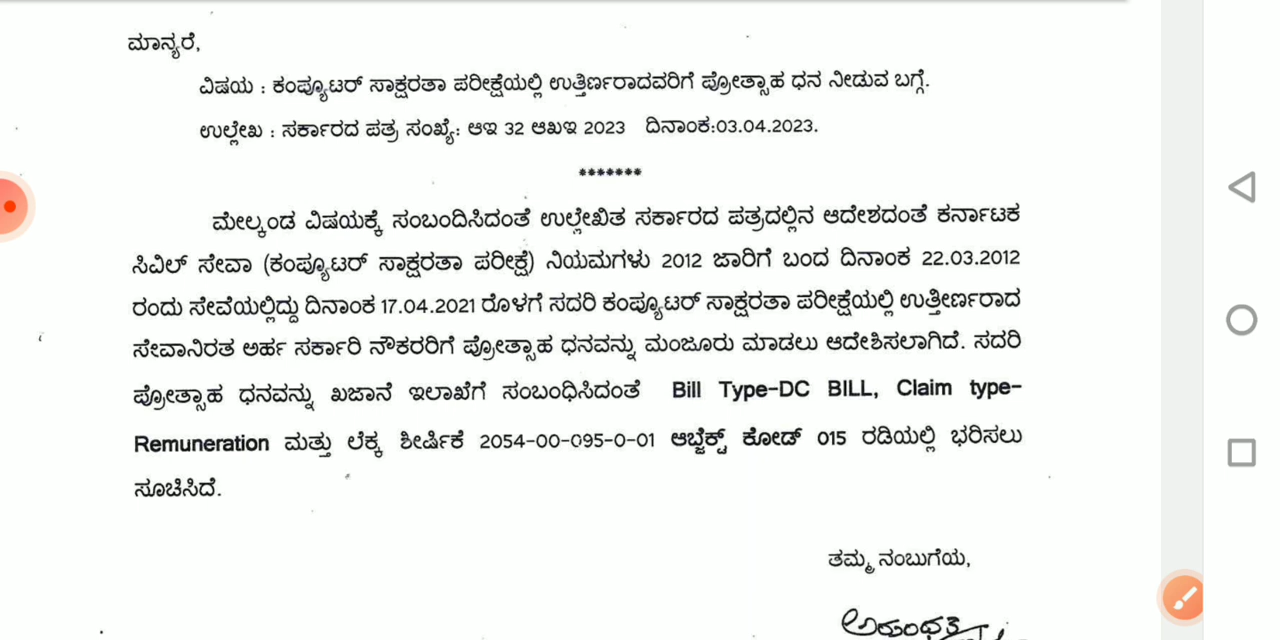 ಮಾನ್ಯರೆ,
ವಿಷಯ : ಕಂಪ್ಯೂಟರ್ ಸಾಕ್ಷರತಾ ಪರೀಕ್ಷೆಯಲ್ಲಿ ಉತ್ತಿರ್ಣರಾದವರಿಗೆ ಪ್ರೋತ್ಸಾಹ ಧನ ನೀಡುವ ಬಗ್ಗೆ.
ಉಲ್ಲೇಖ : ಸರ್ಕಾರದ ಪತ್ರ ಸಂಖ್ಯೆ: ಆಇ 32 ಆಖಇ 2023 ದಿನಾಂಕ:03.04.2023.
*******
ಮೇಲ್ಕಂಡ ವಿಷಯಕ್ಕೆ ಸಂಬಂದಿಸಿದಂತೆ ಉಲ್ಲೇಖಿತ ಸರ್ಕಾರದ ಪತ್ರದಲ್ಲಿನ ಆದೇಶದಂತೆ ಕರ್ನಾಟಕ
ಸಿವಿಲ್ ಸೇವಾ (ಕಂಪ್ಯೂಟರ್ ಸಾಕ್ಷರತಾ ಪರೀಕ್ಷೆ) ನಿಯಮಗಳು 2012 ಜಾರಿಗೆ ಬಂದ ದಿನಾಂಕ 22.03.2012
ರಂದು ಸೇವೆಯಲ್ಲಿದ್ದು ದಿನಾಂಕ 17.04.2021 ರೊಳಗೆ ಸದರಿ ಕಂಪ್ಯೂಟರ್ ಸಾಕ್ಷರತಾ ಪರೀಕ್ಷೆಯಲ್ಲಿ ಉತ್ತೀರ್ಣರಾದ
ಸೇವಾನಿರತ ಅರ್ಹ ಸರ್ಕಾರಿ ನೌಕರರಿಗೆ ಪ್ರೋತ್ಸಾಹ ಧನವನ್ನು ಮಂಜೂರು ಮಾಡಲು ಆದೇಶಿಸಲಾಗಿದೆ. ಸದರಿ
ಪ್ರೋತ್ಸಾಹ ಧನವನ್ನು ಖಜಾನೆ ಇಲಾಖೆಗೆ ಸಂಬಂಧಿಸಿದಂತೆ Bill Type-DC BILL, Claim type-
Remuneration ಮತ್ತು ಲೆಕ್ಕ ಶೀರ್ಷಿಕೆ 2054-00-095-0-01 ಆಬ್ಜೆಕ್ಟ್ ಕೋಡ್ 015 ರಡಿಯಲ್ಲಿ ಭರಿಸಲು
ಸೂಚಿಸಿದೆ.
ತಮ್ಮ ನಂಬುಗೆಯ,